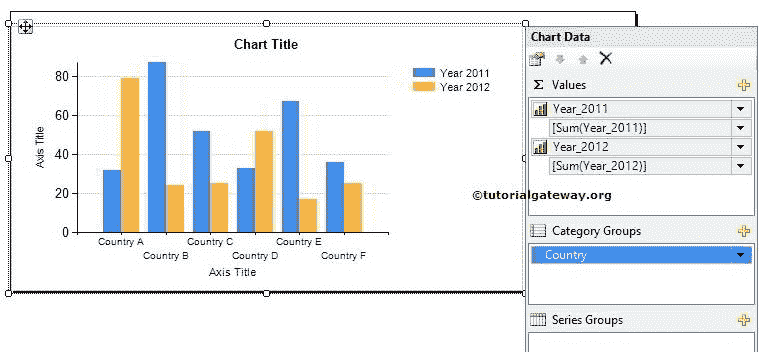 Chart Title
80
60
40
20
0
Axis Title
Country A
Country B
Country C
Country D
Country E
Country F
Axis Title
Year 2011
Year 2012
©tutorialgateway.org
Chart Data
Σ Values
Year_2011
[Sum(Year_2011)]
Year_2012
[Sum(Year_2012)]
Category Groups
Country
Series Groups